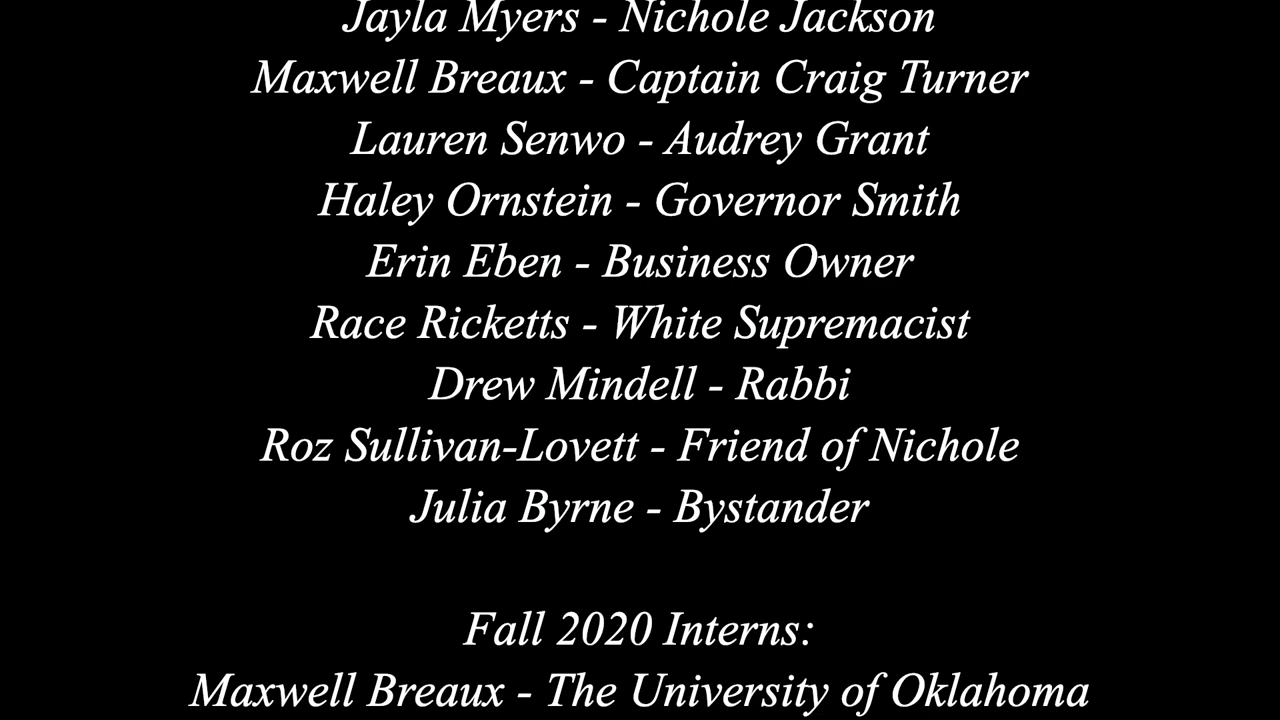 Jayla Myers - Nichole Jackson
Maxwell Breaux - Captain Craig Turner
Lauren Senwo - Audrey Grant
Haley Ornstein - Governor Smith
Erin Eben - Business Owner
Race Ricketts - White Supremacist
Drew Mindell - Rabbi
Roz Sullivan-Lovett - Friend of Nichole
Julia Byrne - Bystander
Fall 2020 Interns:
Maxwell Breaux - The University of Oklahoma